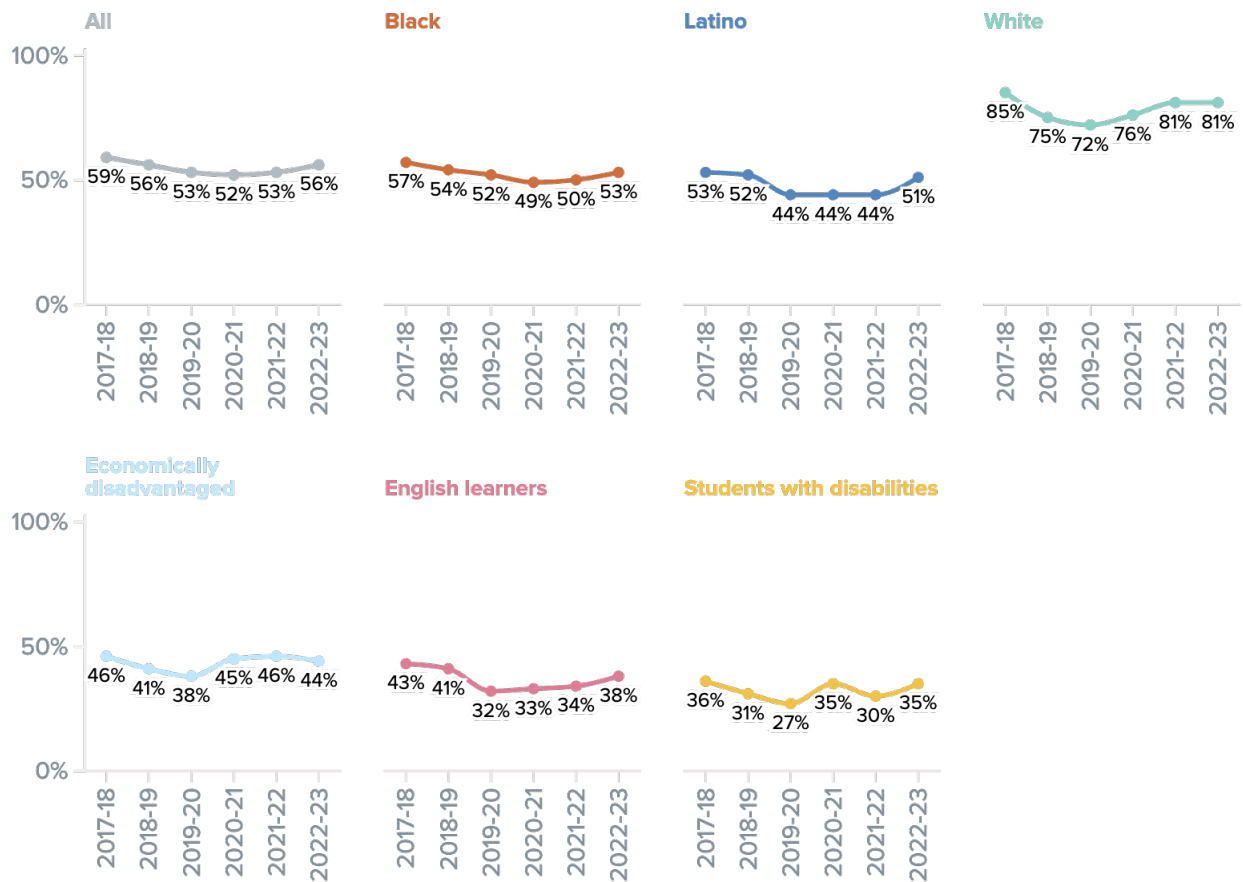 All
Black
Latino
White
100%
50%
0%
59% 56% 53% 52% 53% 56%
57% 54% 52% 49% 50% 53%
53% 52% 44% 44% 44% 51%
85% 75% 72% 76% 81% 81%
2017-18 2018-19 2019-20 2020-21 2021-22 2022-23
2017-18 2018-19 2019-20 2020-21 2021-22 2022-23
2017-18 2018-19 2019-20 2020-21 2021-22 2022-23
2017-18 2018-19 2019-20 2020-21 2021-22 2022-23
Economically
disadvantaged
English learners
Students with disabilities
100%
50%
0%
46% 41% 38% 45% 46% 44%
43% 41% 32% 33% 34% 38%
36% 31% 27% 35% 30% 35%
2017-18 2018-19 2019-20 2020-21 2021-22 2022-23
2017-18 2018-19 2019-20 2020-21 2021-22 2022-23
2017-18 2018-19 2019-20 2020-21 2021-22 2022-23